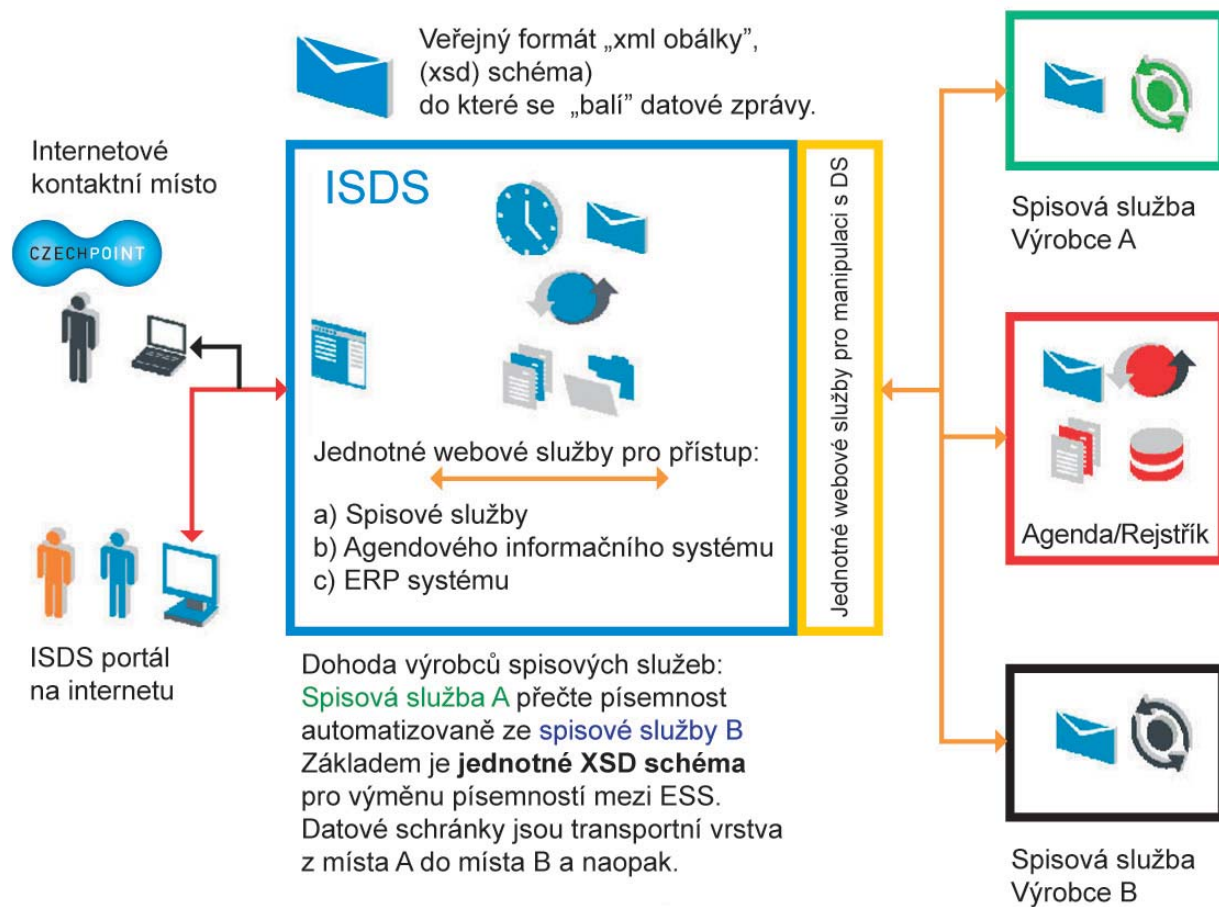 Veřejný formát „xml obálky”,
(xsd) schéma)
do které se „balí” datové zprávy.
Internetové
kontaktní místo
CZECHPOINT
ISDS
Jednotné webové služby pro přístup:
a) Spisové služby
b) Agendového informačního systému
c) ERP systému
Jednotné webové služby pro manipulaci s DS
Spisová služba
Výrobce A
Agenda/Rejstřík
Spisová služba
Výrobce B
ISDS portál
na internetu
Dohoda výrobců spisových služeb:
Spisová služba A přečte písemnost
automatizovaně ze spisové služby B
Základem je jednotné XSD schéma
pro výměnu písemností mezi ESS.
Datové schránky jsou transportní vrstva
z místa A do místa B a naopak.